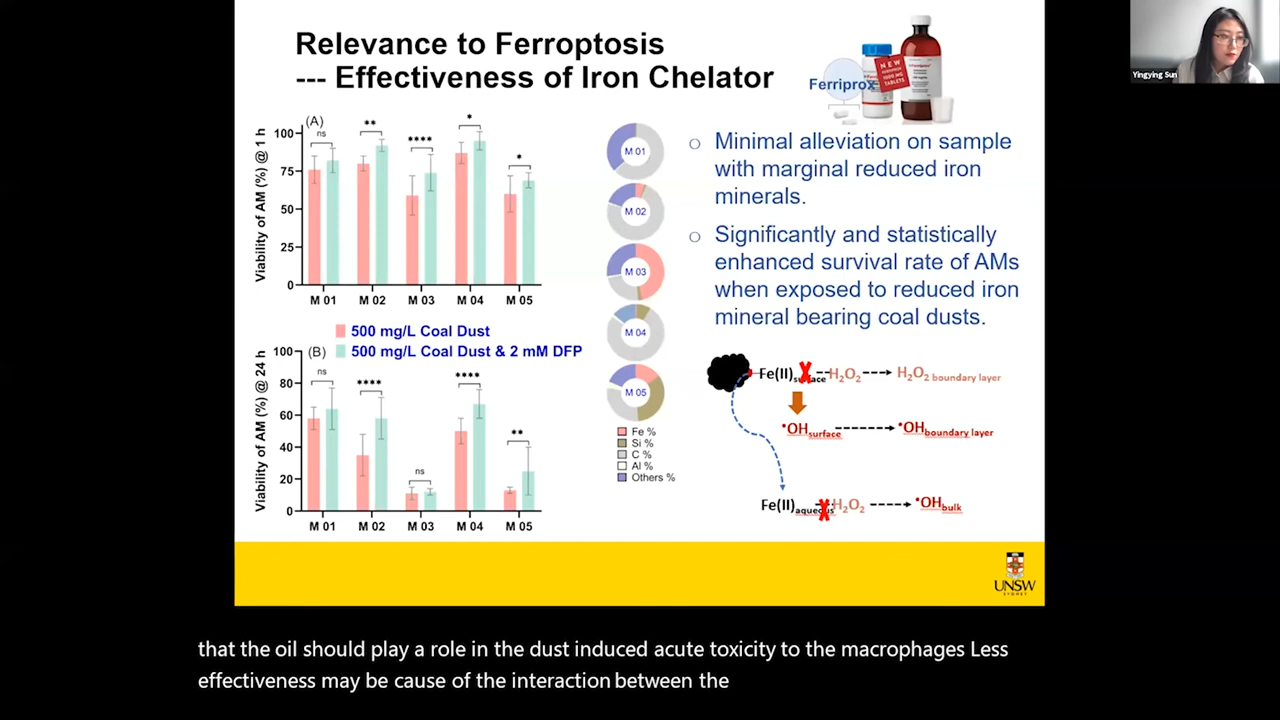 Relevance to Ferroptosis
--- Effectiveness of Iron Chelator
NEW
Ferriprox
Yingying Sun
(A)
Viability of AM (%) @ 1 h
100
75
50
25
0
ns
**
****
*
*
M 01
M 02
M 03
M 04
M 05
500 mg/L Coal Dust
500 mg/L Coal Dust & 2 mM DFP
(B)
Viability of AM (%) @ 24 h
100
80
60
40
20
0
ns
****
ns
****
**
M 01
M 02
M 03
M 04
M 05
M 01
M 02
M 03
M 04
M 05
Fe %
Si %
C %
Al %
Others %
Minimal alleviation on sample
with marginal reduced iron
minerals.
Significantly and statistically
enhanced survival rate of AMs
when exposed to reduced iron
mineral bearing coal dusts.
Fe(II)surface H2O2 H2O2 boundary layer
•OHsurface •OHboundary layer
Fe(II)aqueous H2O2 •OHbulk
UNSW
SYDNEY
that the oil should play a role in the dust induced acute toxicity to the macrophages Less
effectiveness may be cause of the interaction between the